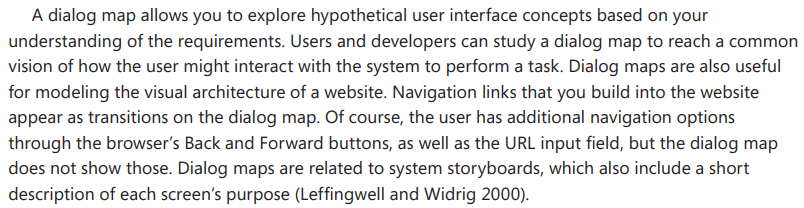 A dialog map allows you to explore hypothetical user interface concepts based on your
understanding of the requirements. Users and developers can study a dialog map to reach a common
vision of how the user might interact with the system to perform a task. Dialog maps are also useful
for modeling the visual architecture of a website. Navigation links that you build into the website
appear as transitions on the dialog map. Of course, the user has additional navigation options
through the browser’s Back and Forward buttons, as well as the URL input field, but the dialog map
does not show those. Dialog maps are related to system storyboards, which also include a short
description of each screen’s purpose (Leffingwell and Widrig 2000).